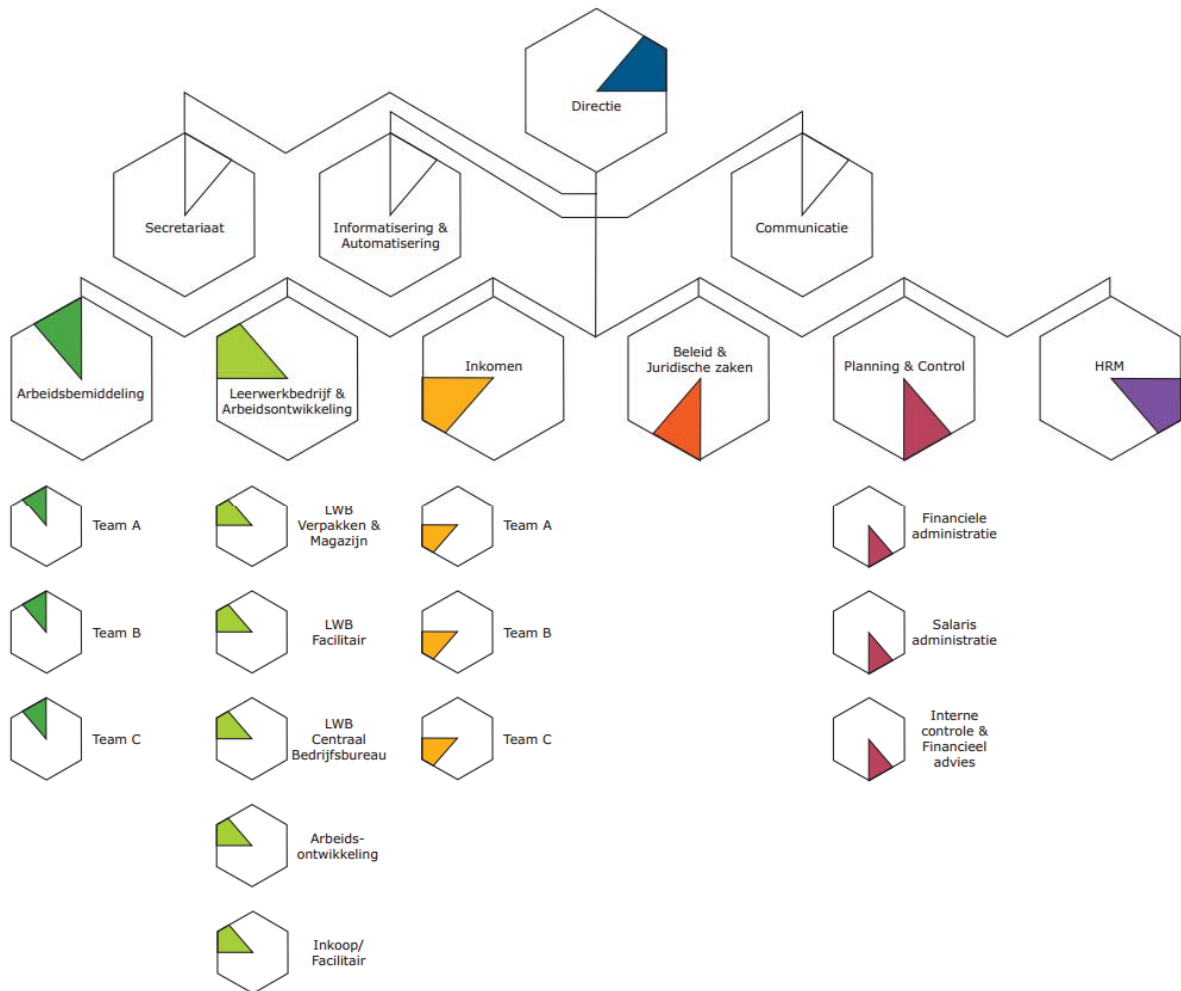 Directie
Secretariaat
Informatisering &
Automatisering
Communicatie
Arbeidsbemiddeling
Leerwerkbedrijf &
Arbeidsontwikkeling
Inkomen
Beleid &
Juridische zaken
Planning & Control
HRM
Team A
Team B
Team C
LWB
Verpakken &
Magazijn
LWB
Facilitair
LWB
Centraal
Bedrijfsbureau
Arbeids-
ontwikkeling
Inkoop/
Facilitair
Team A
Team B
Team C
Financiele
administratie
Salaris
administratie
Interne
controle &
Financieel
advies